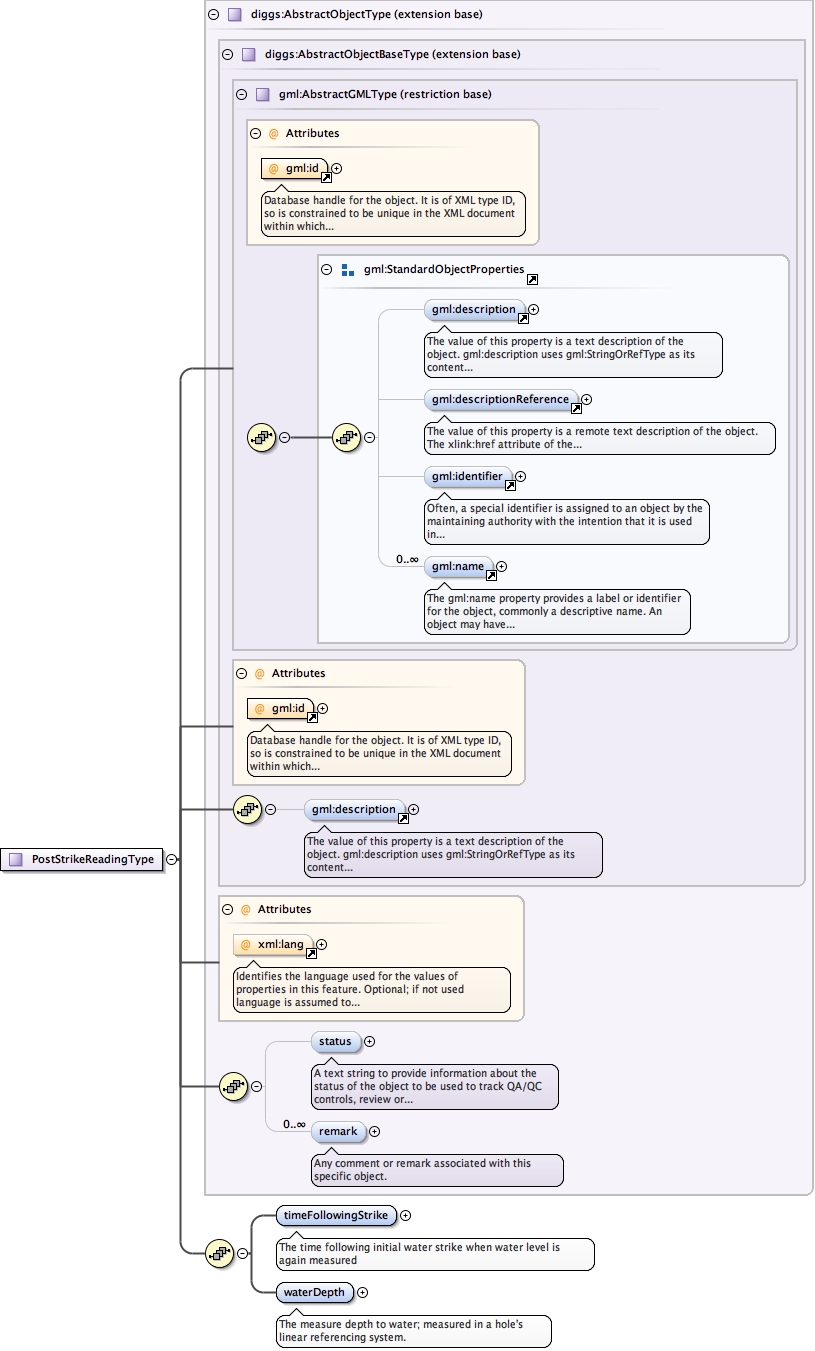 diggs:AbstractObjectType (extension base)
diggs:AbstractObjectBaseType (extension base)
gml:AbstractGMLType (restriction base)
@ Attributes
@ gml:id
Database handle for the object. It is of XML type ID,
so is constrained to be unique in the XML document
within which...
gml:StandardObjectProperties
gml:description
The value of this property is a text description of the
object. gml:description uses gml:StringOrRefType as its
content...
gml:descriptionReference
The value of this property is a remote text description of the object.
The xlink:href attribute of the...
gml:identifier
Often, a special identifier is assigned to an object by the
maintaining authority with the intention that it is used
in...
0..∞
gml:name
The gml:name property provides a label or identifier
for the object, commonly a descriptive name. An
object may have...
@ Attributes
@ gml:id
Database handle for the object. It is of XML type ID,
so is constrained to be unique in the XML document
within which...
gml:description
The value of this property is a text description of the
object. gml:description uses gml:StringOrRefType as its
content...
PostStrikeReadingType
@ Attributes
@ xml:lang
Identifies the language used for the values of
properties in this feature. Optional; if not used
language is assumed to...
status
A text string to provide information about the
status of the object to be used to track QA/QC
controls, review or...
0..∞
remark
Any comment or remark associated with this
specific object.
timeFollowingStrike
The time following initial water strike when water level is
again measured
waterDepth
The measure depth to water; measured in a hole's
linear referencing system.